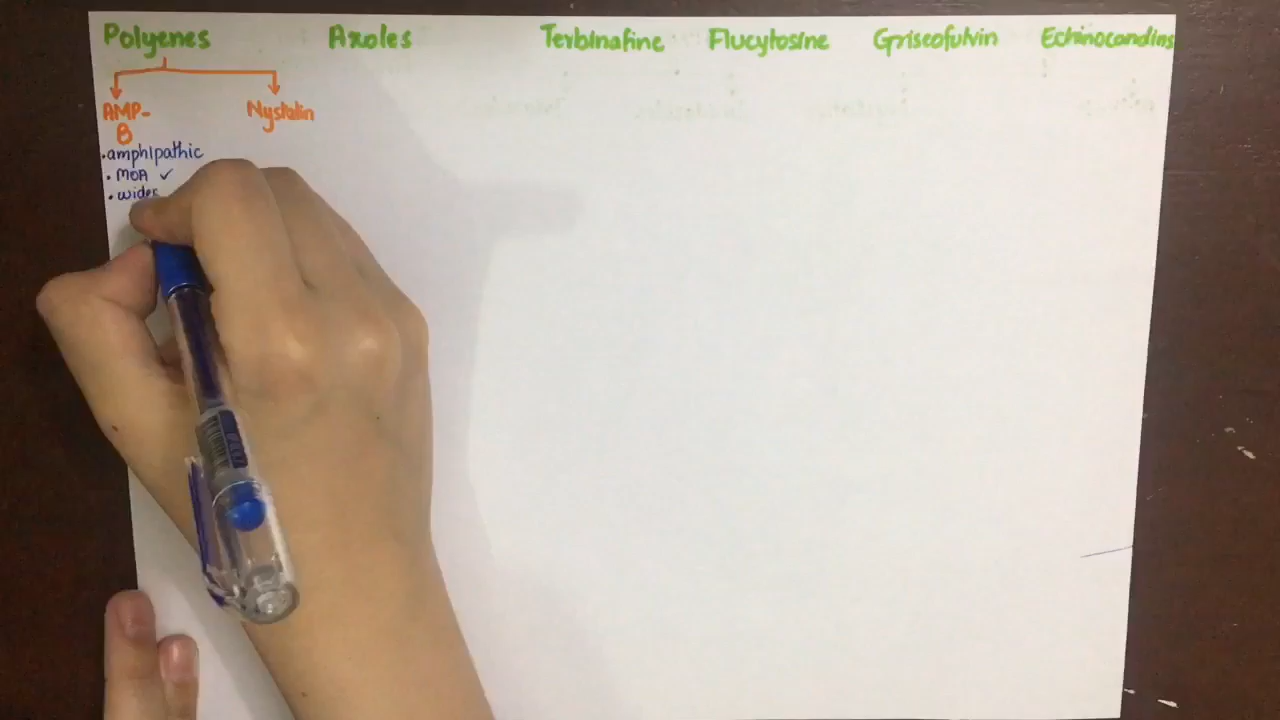 Polyenes Azoles Terbinafine Flucytosine Griseofulvin Echinocandins
AMP-
B
Nystatin
• amphipathic
• MOA ✓
• wider